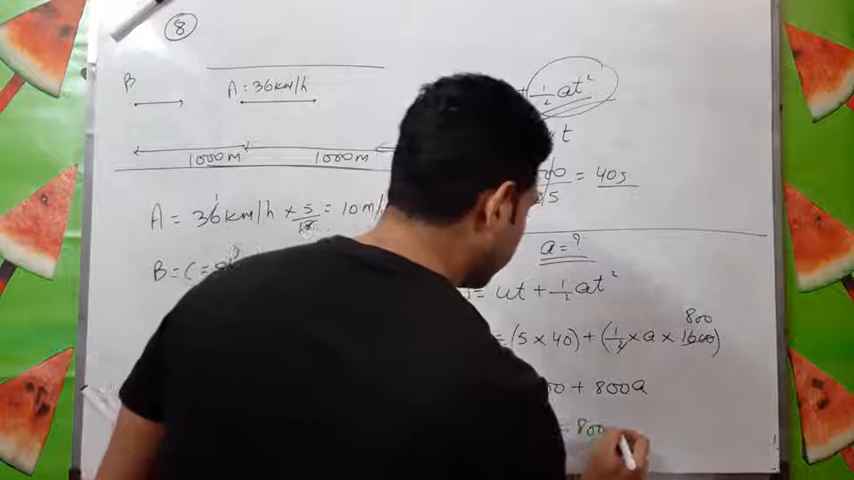 8
B
A = 36km/h
1000m 1000m
A = 36km/h × 5/18 = 10m/
B = C =
1/2 at²
t
= 40s
a = ?
= ut + 1/2 at²
= (5 × 40) + (1/2 × a × 1600)
800
00 + 800a
= 800